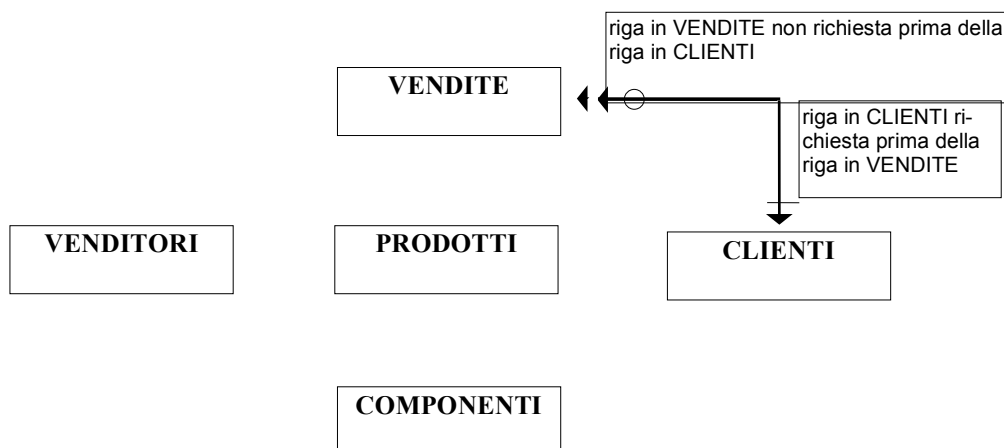 riga in VENDITE non richiesta prima della
riga in CLIENTI
VENDITE
riga in CLIENTI ri-
chiesta prima della
riga in VENDITE
VENDITORI
PRODOTTI
CLIENTI
COMPONENTI